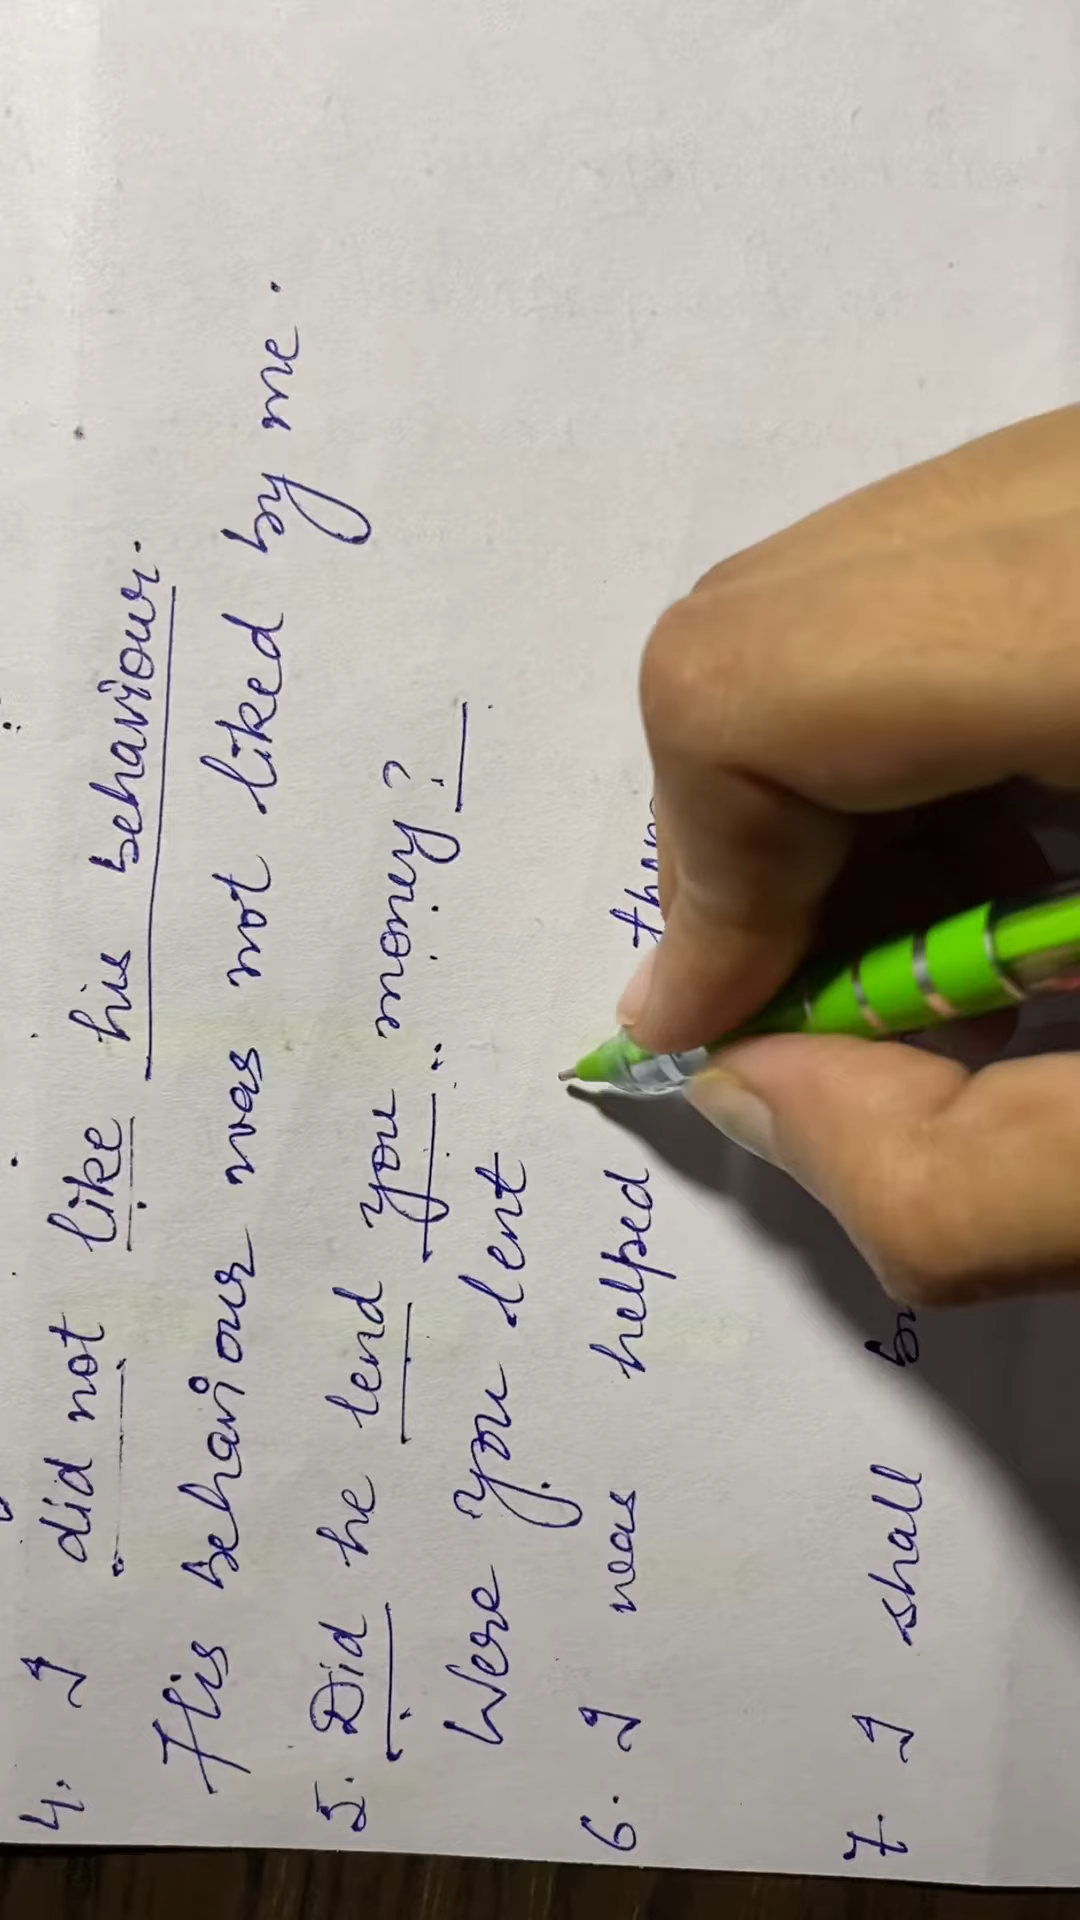 4. I did not like his behaviour.
His behaviour was not liked by me.
5. Did he lend you money?
Were you lent
6. I was helped
7. I shall